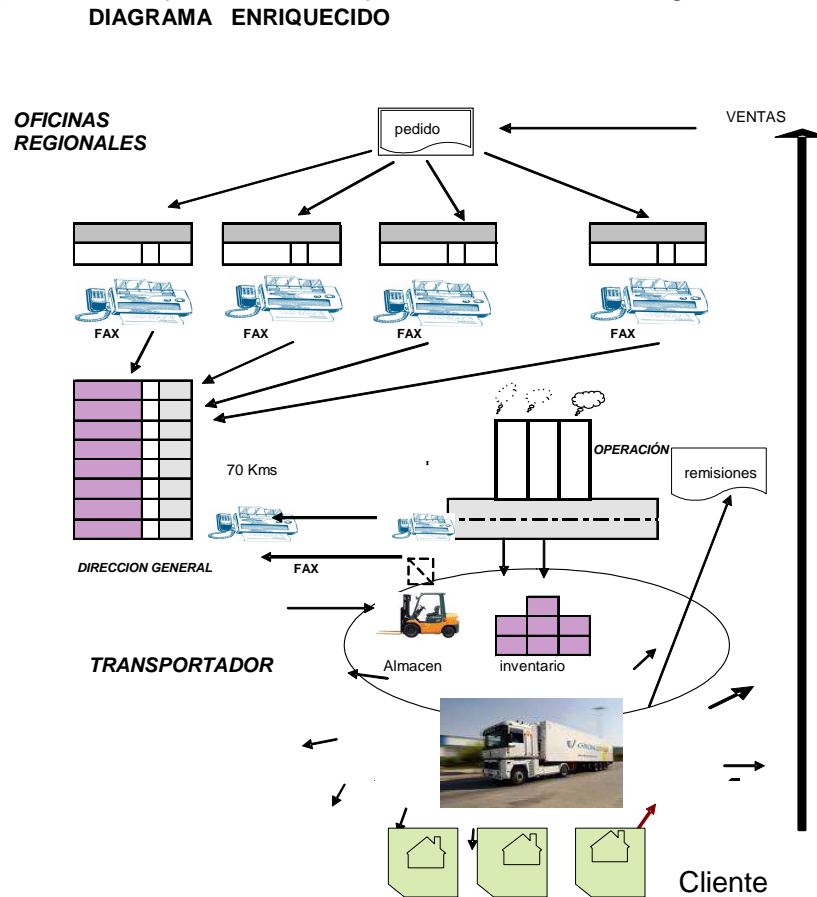 DIAGRAMA ENRIQUECIDO
OFICINAS
REGIONALES
pedido
VENTAS
FAX
FAX
FAX
FAX
70 Kms
OPERACIÓN
remisiones
DIRECCION GENERAL
FAX
TRANSPORTADOR
Almacen
inventario
Cliente